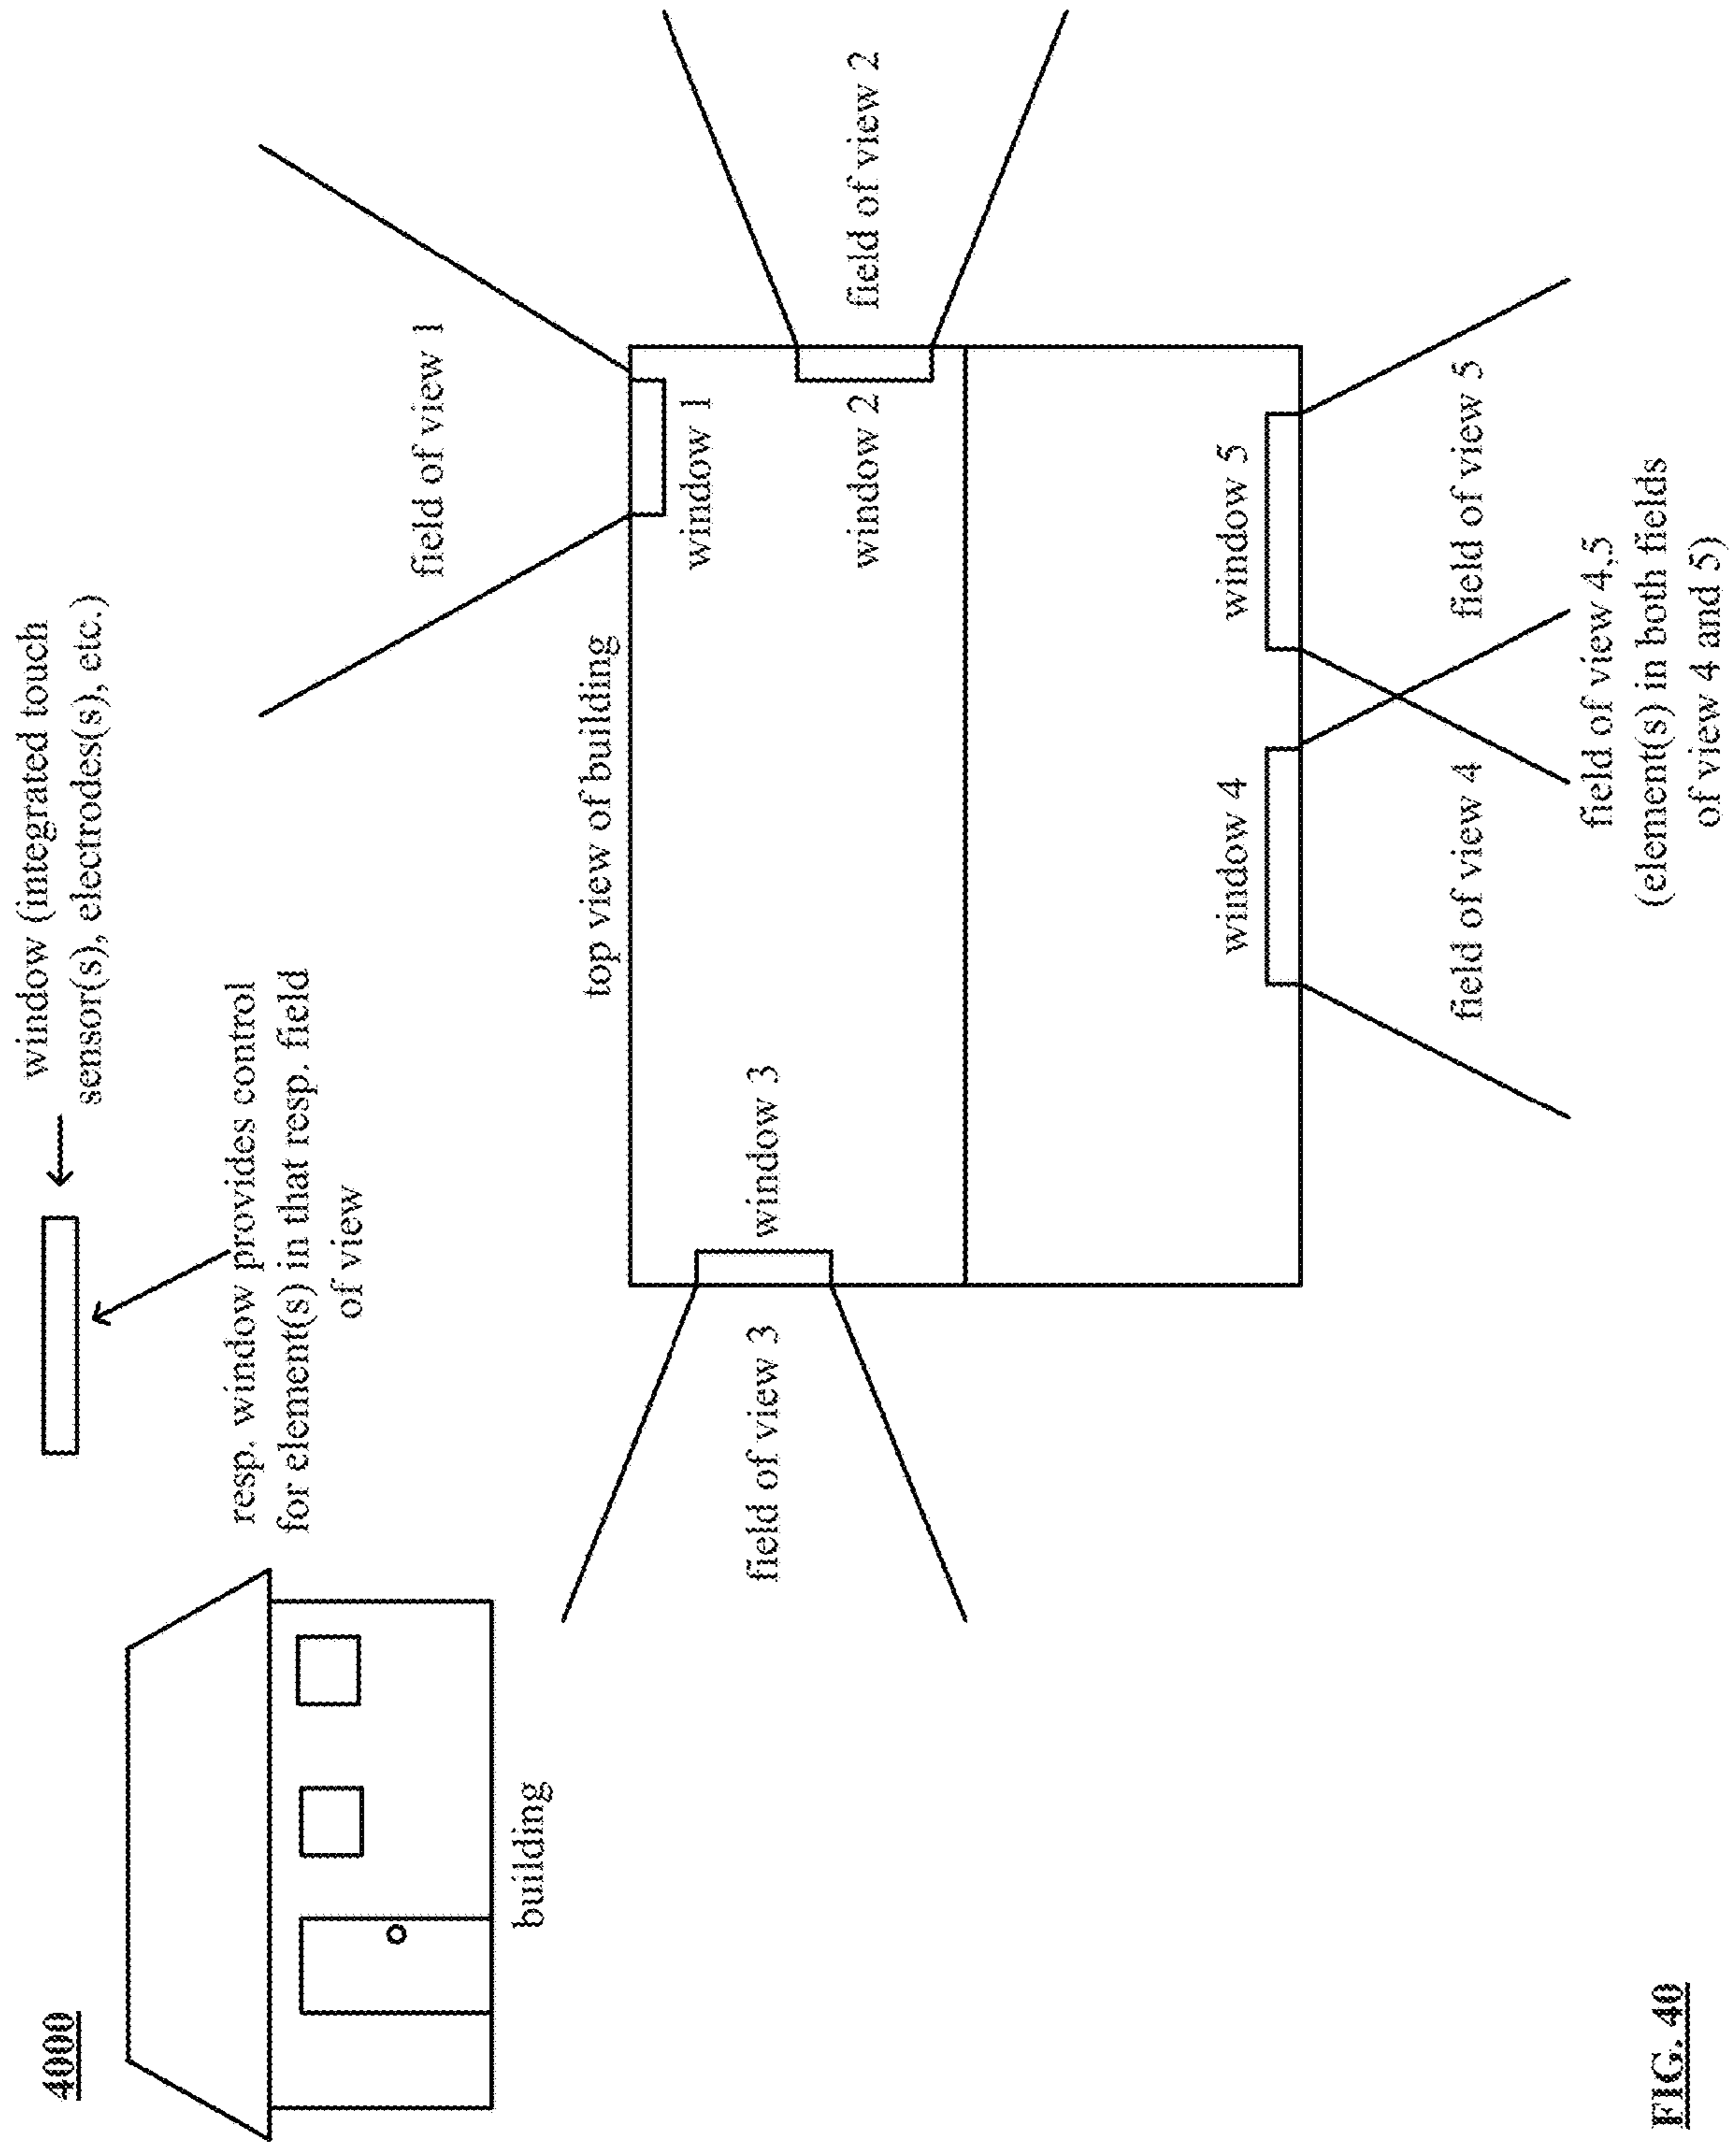 4000
window (integrated touch
sensor(s), electrodes(s), etc.)
resp. window provides control
for element(s) in that resp. field
of view
building
top view of building
field of view 1
window 1
field of view 2
window 2
field of view 3
window 3
window 4
window 5
field of view 4
field of view 5
field of view 4,5
(element(s) in both fields
of view 4 and 5)
FIG. 40